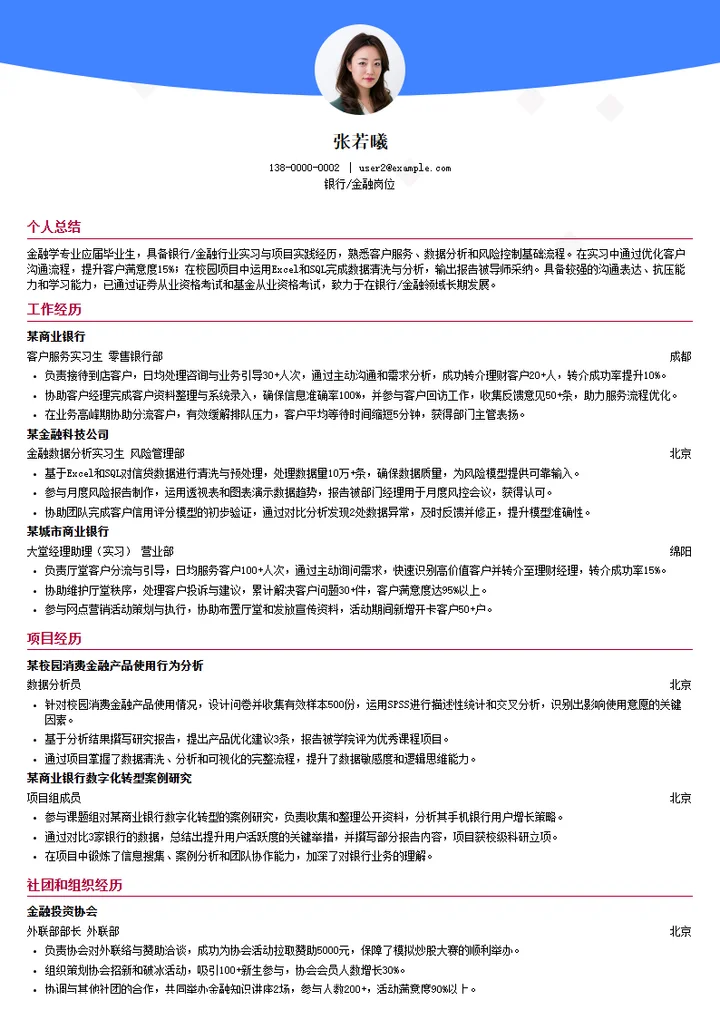 张若曦
138-0000-0002 | user2@example.com
银行/金融岗位
个人总结
金融学专业应届毕业生，具备银行/金融行业实习与项目实践经历，熟悉客户服务、数据分析和风险控制基础流程。在实习中通过优化客户
沟通流程，提升客户满意度15%；在校园项目中运用Excel和SQL完成数据清洗与分析，输出报告被导师采纳。具备较强的沟通表达、抗压能
力和学习能力，已通过证券从业资格考试和基金从业资格考试，致力于在银行/金融领域长期发展。
工作经历
某商业银行
客户服务实习生 零售银行部 成都
• 负责接待到店客户，日均处理咨询与业务引导30+人次，通过主动沟通和需求分析，成功转介理财客户20+人，转介成功率提升10%。
• 协助客户经理完成客户资料整理与系统录入，确保信息准确率100%，并参与客户回访工作，收集反馈意见50+条，助力服务流程优化。
• 在业务高峰期协助分流客户，有效缓解排队压力，客户平均等待时间缩短5分钟，获得部门主管表扬。
某金融科技公司
金融数据分析实习生 风险管理部 北京
• 基于Excel和SQL对信贷数据进行清洗与预处理，处理数据量10万+条，确保数据质量，为风险模型提供可靠输入。
• 参与月度风险报告制作，运用透视表和图表演示数据趋势，报告被部门经理用于月度风控会议，获得认可。
• 协助团队完成客户信用评分模型的初步验证，通过对比分析发现2处数据异常，及时反馈并修正，提升模型准确性。
某城市商业银行
大堂经理助理（实习） 营业部 绵阳
• 负责厅堂客户分流与引导，日均服务客户100+人次，通过主动询问需求，快速识别高价值客户并转介至理财经理，转介成功率15%。
• 协助维护厅堂秩序，处理客户投诉与建议，累计解决客户问题30+件，客户满意度达95%以上。
• 参与网点营销活动策划与执行，协助布置厅堂和发放宣传资料，活动期间新增开卡客户50+户。
项目经历
某校园消费金融产品使用行为分析
数据分析员 北京
• 针对校园消费金融产品使用情况，设计问卷并收集有效样本500份，运用SPSS进行描述性统计和交叉分析，识别出影响使用意愿的关键
因素。
• 基于分析结果撰写研究报告，提出产品优化建议3条，报告被学院评为优秀课程项目。
• 通过项目掌握了数据清洗、分析和可视化的完整流程，提升了数据敏感度和逻辑思维能力。
某商业银行数字化转型案例研究
项目组成员 北京
• 参与课题组对某商业银行数字化转型的案例研究，负责收集和整理公开资料，分析其手机银行用户增长策略。
• 通过对比3家银行的数据，总结出提升用户活跃度的关键举措，并撰写部分报告内容，项目获校级科研立项。
• 在项目中锻炼了信息搜集、案例分析和团队协作能力，加深了对银行业务的理解。
社团和组织经历
金融投资协会
外联部部长 外联部 北京
• 负责协会对外联络与赞助洽谈，成功为协会活动拉取赞助5000元，保障了模拟炒股大赛的顺利举办。
• 组织策划协会招新和破冰活动，吸引100+新生参与，协会会员人数增长30%。
• 协调与其他社团的合作，共同举办金融知识讲座2场，参与人数200+，活动满意度90%以上。